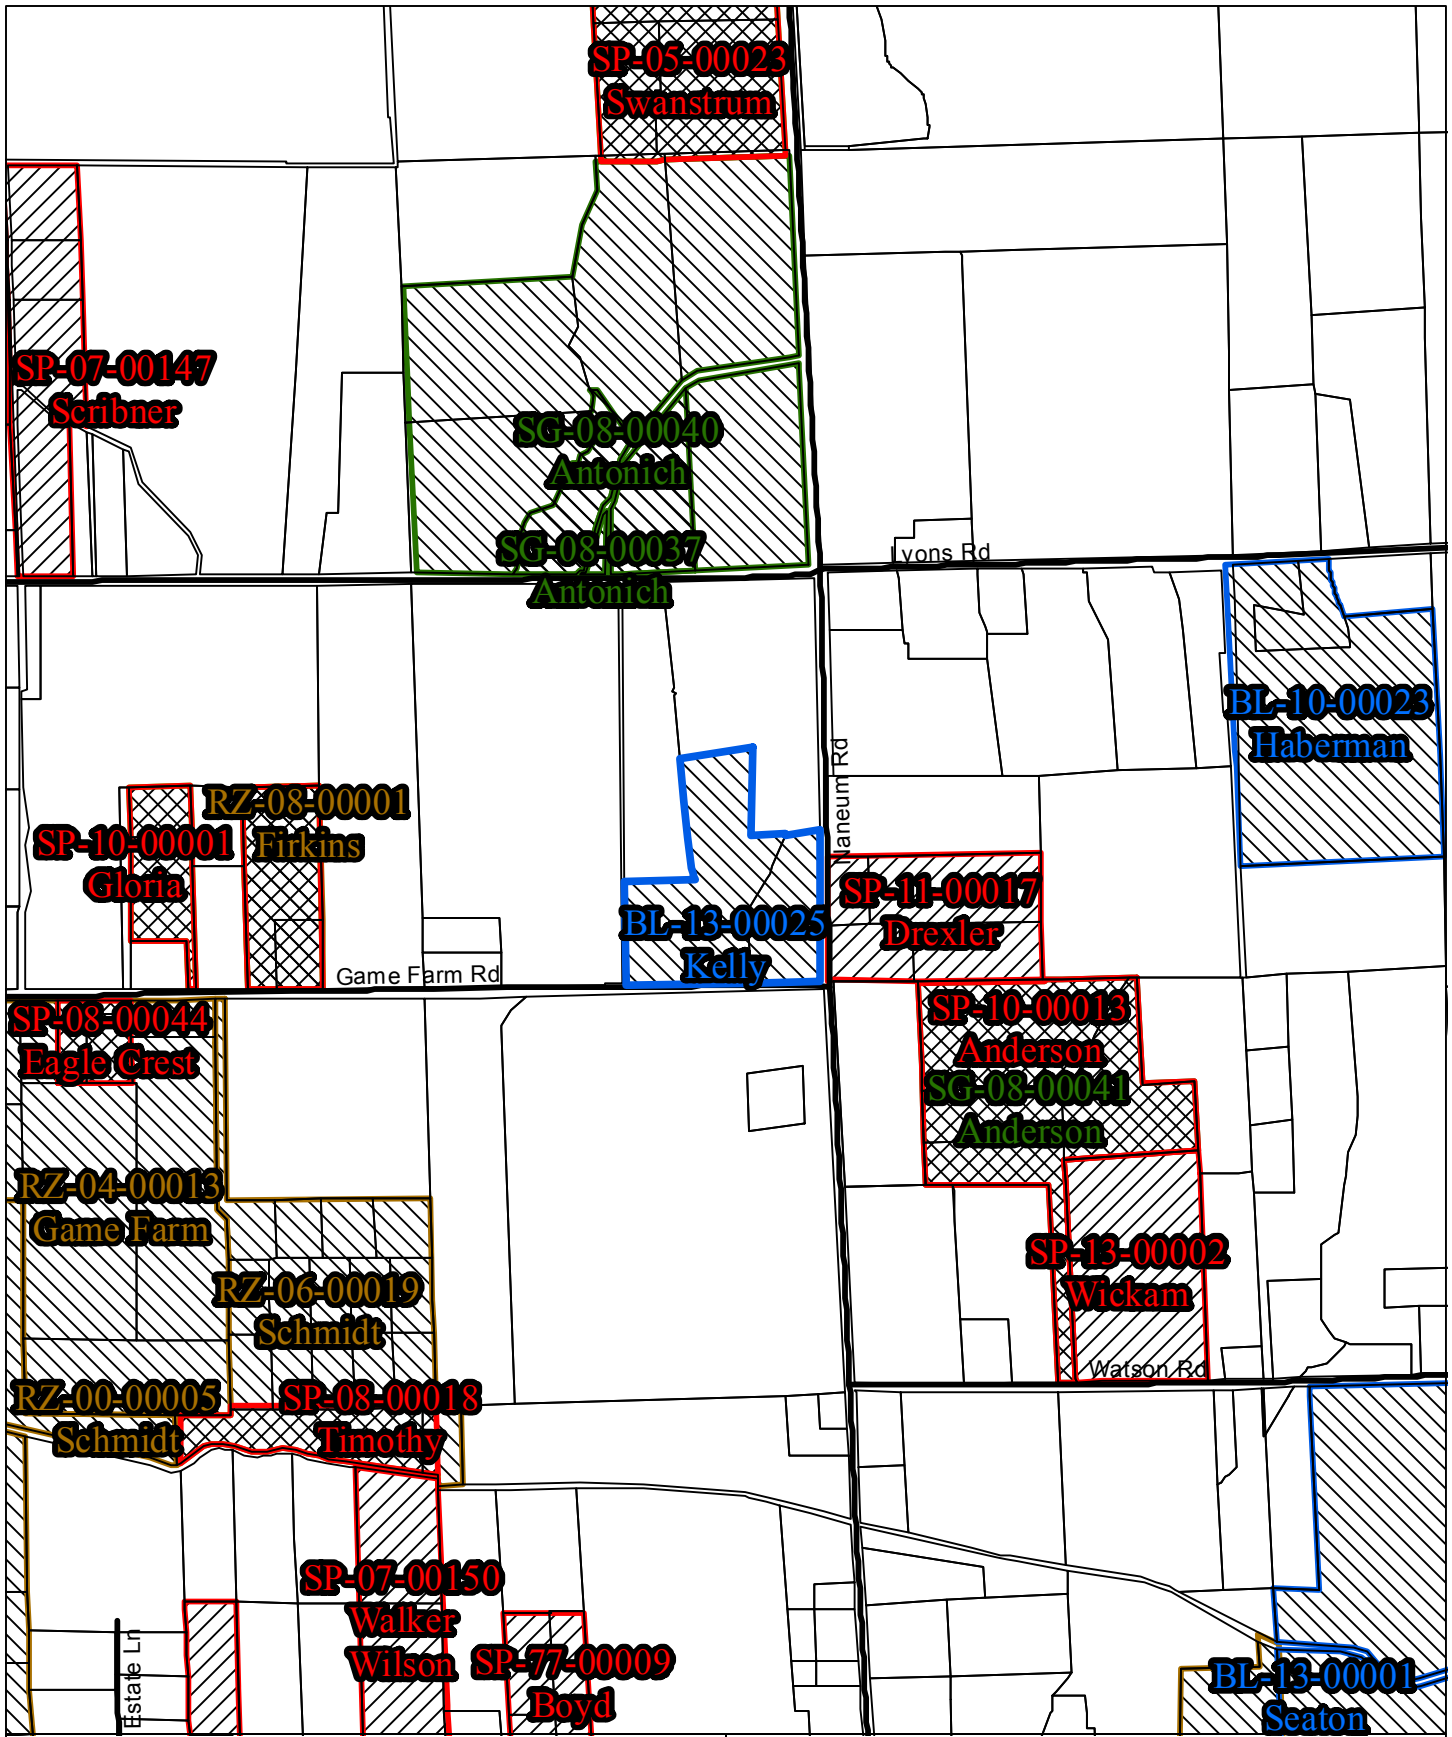 SP-05-00023
Swanstrum
SP-07-00147
Scribner
SG-08-00040
Antonich
SG-08-00037
Antonich
Lyons Rd
BL-10-00023
Haberman
Naneum Rd
RZ-08-00001
Firkins
SP-10-00001
Gloria
SP-11-00017
Drexler
BL-13-00025
Kelly
Game Farm Rd
SP-08-00044
Eagle Crest
SP-10-00013
Anderson
SG-08-00041
Anderson
RZ-04-00013
Game Farm
SP-13-00002
Wickam
RZ-06-00019
Schmidt
Watson Rd
RZ-00-00005
Schmidt
SP-08-00018
Timothy
SP-07-00150
Walker
Wilson
SP-77-00009
Boyd
Estate Ln
BL-13-00001
Seaton